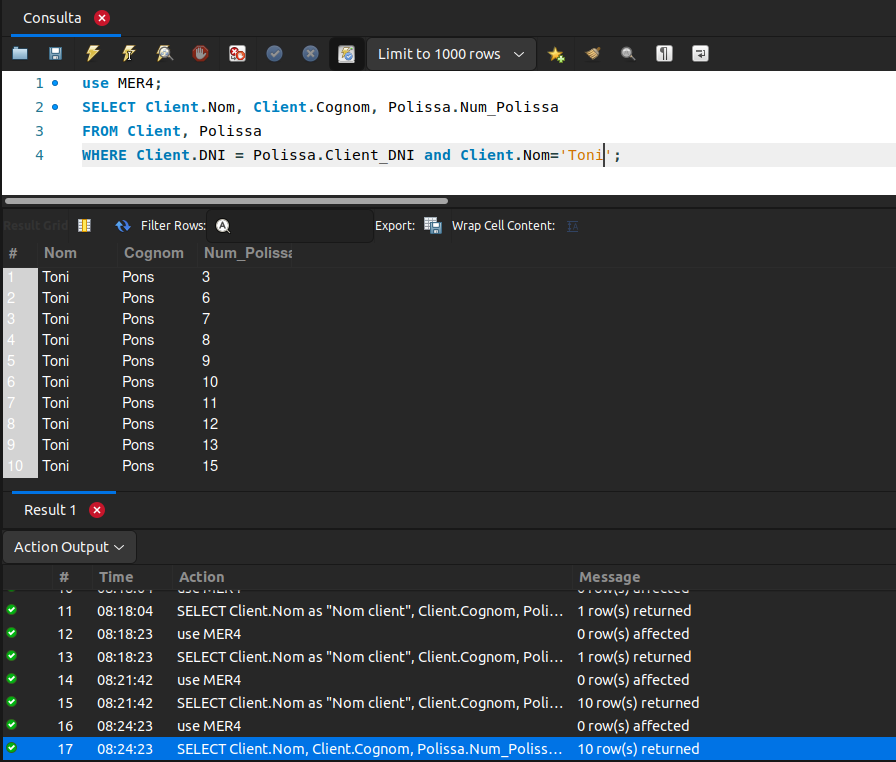 Consulta
Limit to 1000 rows
1 use MER4;
2 SELECT Client.Nom, Client.Cognom, Polissa.Num_Polissa
3 FROM Client, Polissa
4 WHERE Client.DNI = Polissa.Client_DNI and Client.Nom='Toni';
Result Grid Filter Rows: Export: Wrap Cell Content:
# Nom Cognom Num_Polissa
1 Toni Pons 3
2 Toni Pons 6
3 Toni Pons 7
4 Toni Pons 8
5 Toni Pons 9
6 Toni Pons 10
7 Toni Pons 11
8 Toni Pons 12
9 Toni Pons 13
10 Toni Pons 15
Result 1
Action Output
# Time Action Message
10 08:18:04 use MER4 0 row(s) affected
11 08:18:04 SELECT Client.Nom as "Nom client", Client.Cognom, Poli... 1 row(s) returned
12 08:18:23 use MER4 0 row(s) affected
13 08:18:23 SELECT Client.Nom as "Nom client", Client.Cognom, Poli... 1 row(s) returned
14 08:21:42 use MER4 0 row(s) affected
15 08:21:42 SELECT Client.Nom as "Nom client", Client.Cognom, Poli... 10 row(s) returned
16 08:24:23 use MER4 0 row(s) affected
17 08:24:23 SELECT Client.Nom, Client.Cognom, Polissa.Num_Poliss... 10 row(s) returned